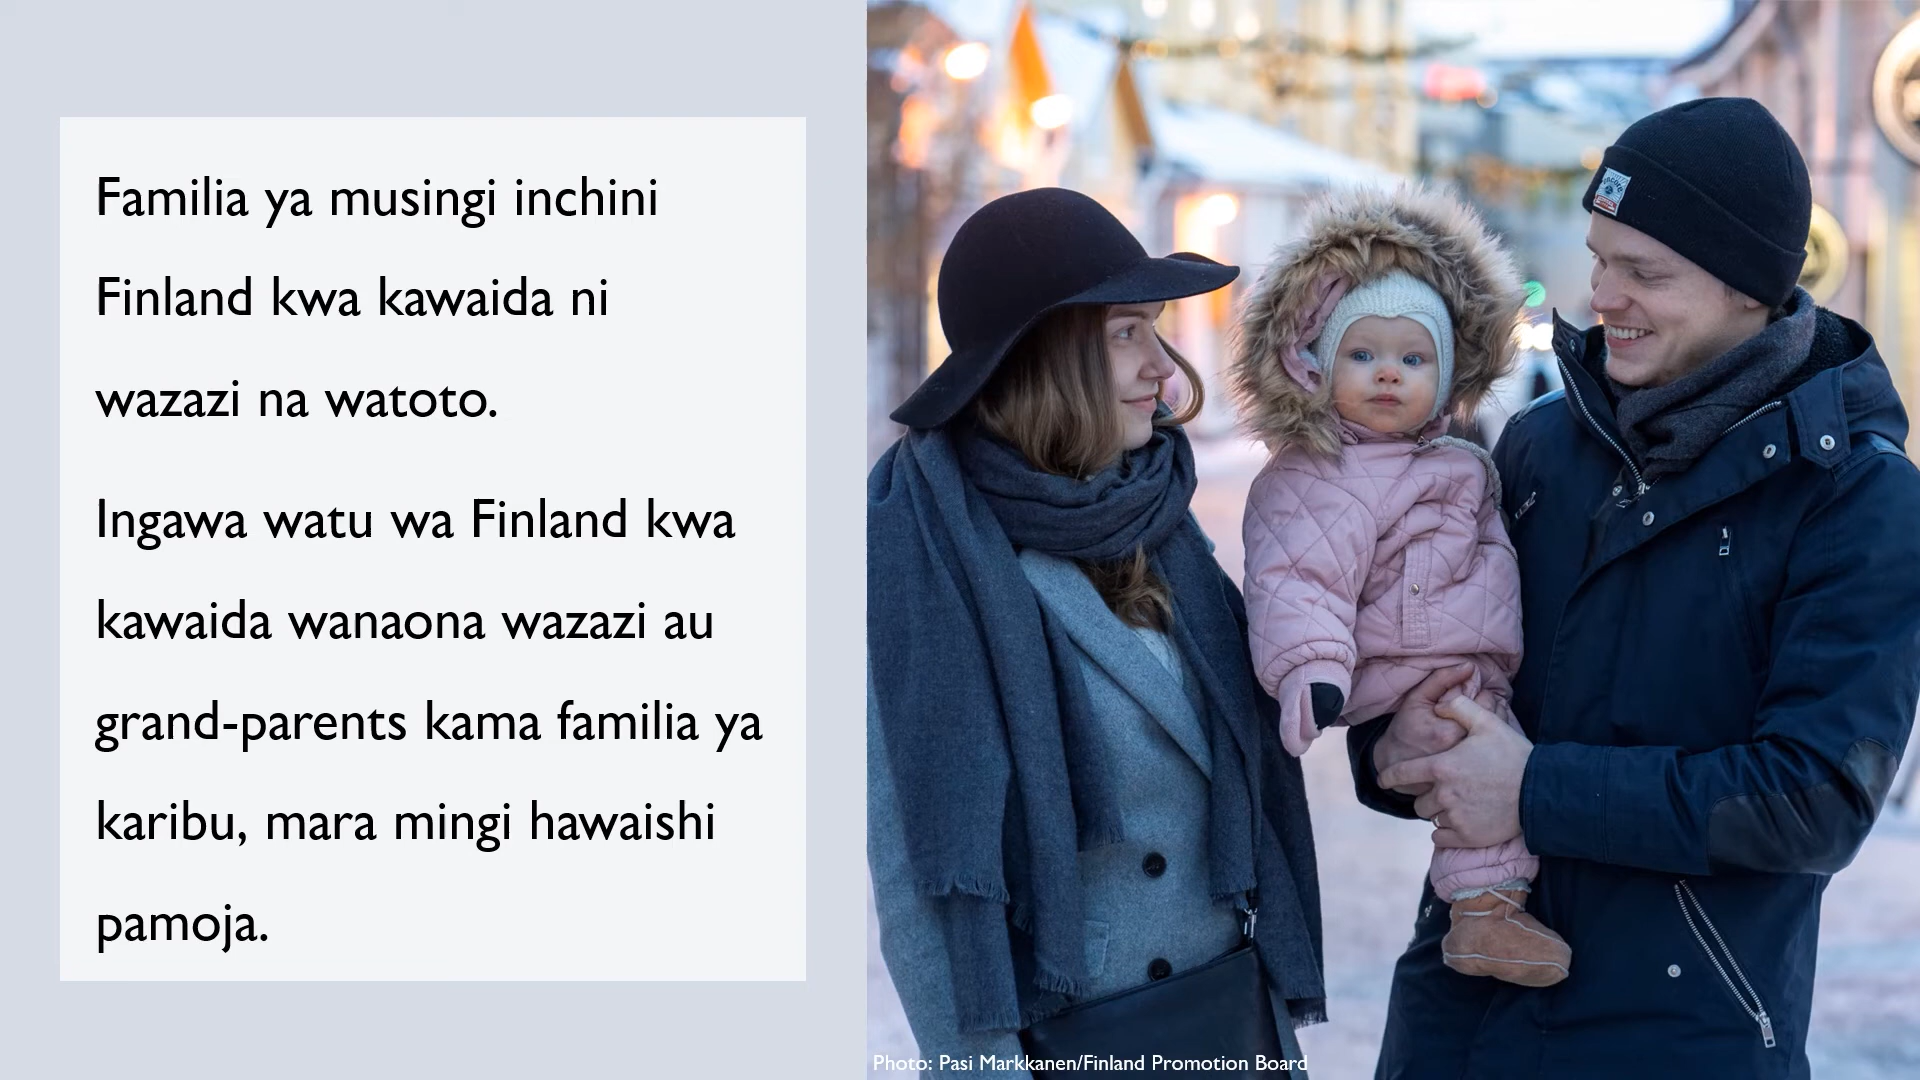 Familia ya musingi inchini
Finland kwa kawaida ni
wazazi na watoto.
Ingawa watu wa Finland kwa
kawaida wanaona wazazi au
grand-parents kama familia ya
karibu, mara mingi hawaishi
pamoja.
Photo: Pasi Markkanen/Finland Promotion Board